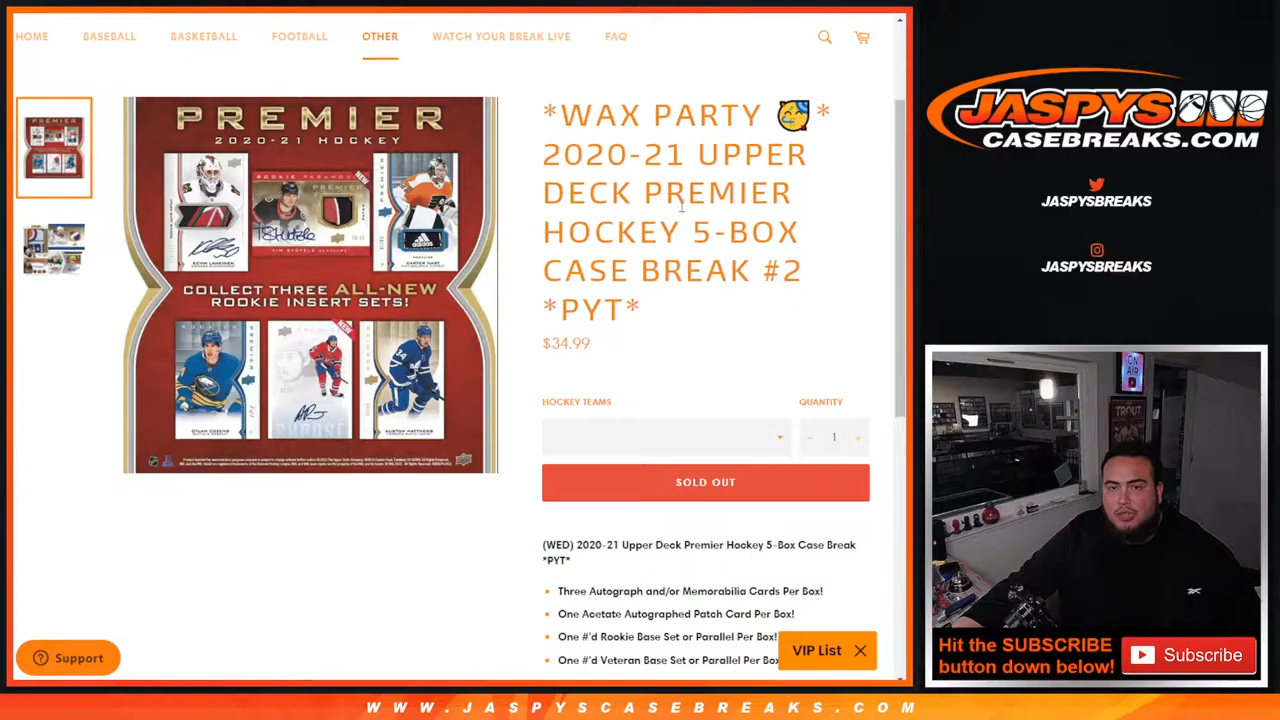 HOME BASEBALL BASKETBALL FOOTBALL OTHER WATCH YOUR BREAK LIVE FAQ
PREMIER
2020-21 HOCKEY
COLLECT THREE ALL-NEW
ROOKIE INSERT SETS!
*WAX PARTY 🥳*
2020-21 UPPER
DECK PREMIER
HOCKEY 5-BOX
CASE BREAK #2
*PYT*
$34.99
HOCKEY TEAMS QUANTITY
- 1 +
SOLD OUT
(WED) 2020-21 Upper Deck Premier Hockey 5-Box Case Break
*PYT*
Three Autograph and/or Memorabilia Cards Per Box!
One Acetate Autographed Patch Card Per Box!
One #'d Rookie Base Set or Parallel Per Box!
One #'d Veteran Base Set or Parallel Per Box
Support
VIP List
JASPYS
CASEBREAKS.COM
JASPYSBREAKS
JASPYSBREAKS
ON
AIR
TROUT
Hit the SUBSCRIBE
button down below!
Subscribe
WWW.JASPYSCASEBREAKS.COM